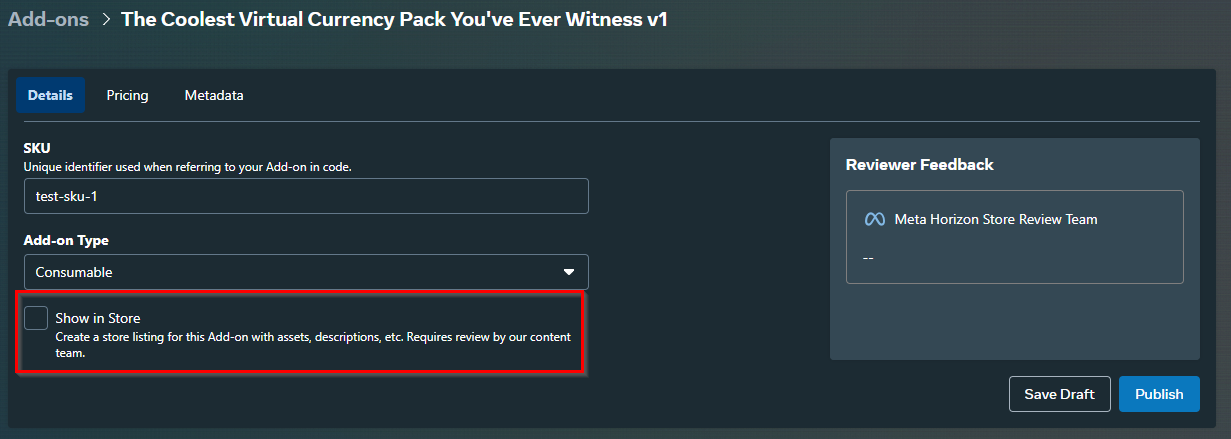 Add-ons > The Coolest Virtual Currency Pack You've Ever Witness v1
Details Pricing Metadata
SKU
Unique identifier used when referring to your Add-on in code.
test-sku-1
Add-on Type
Consumable
Show in Store
Create a store listing for this Add-on with assets, descriptions, etc. Requires review by our content
team.
Reviewer Feedback
Meta Horizon Store Review Team
--
Save Draft Publish